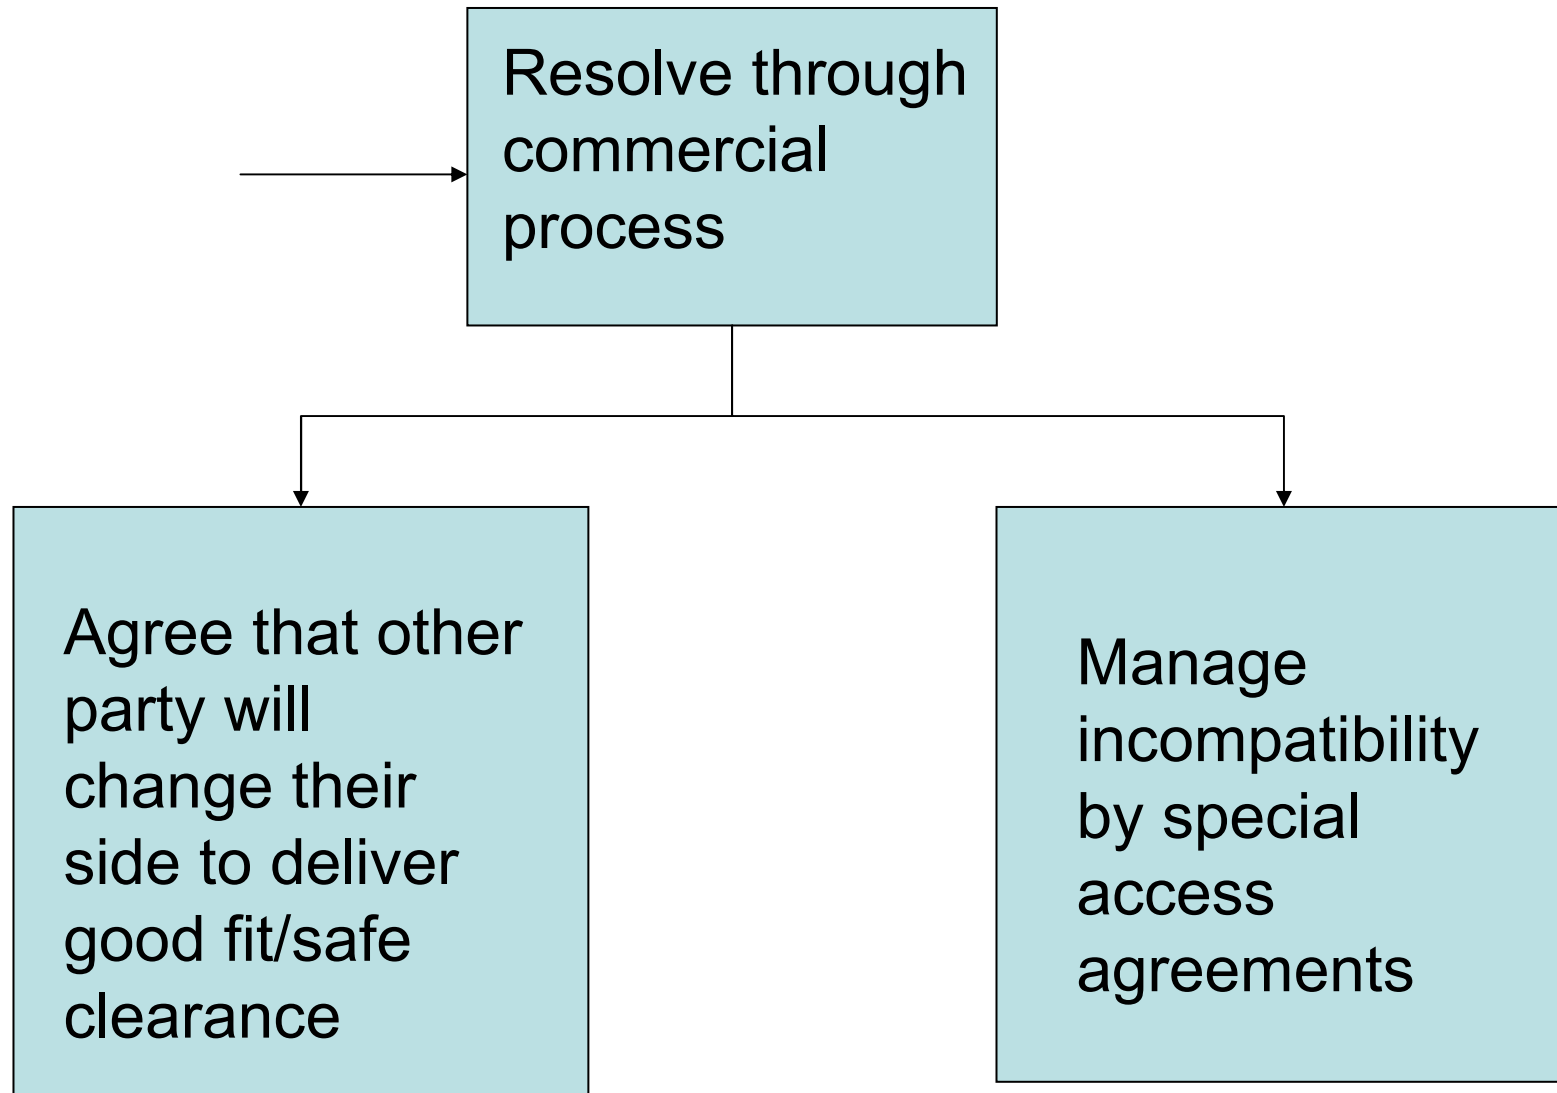 Resolve through
commercial
process
Agree that other
party will
change their
side to deliver
good fit/safe
clearance
Manage
incompatibility
by special
access
agreements